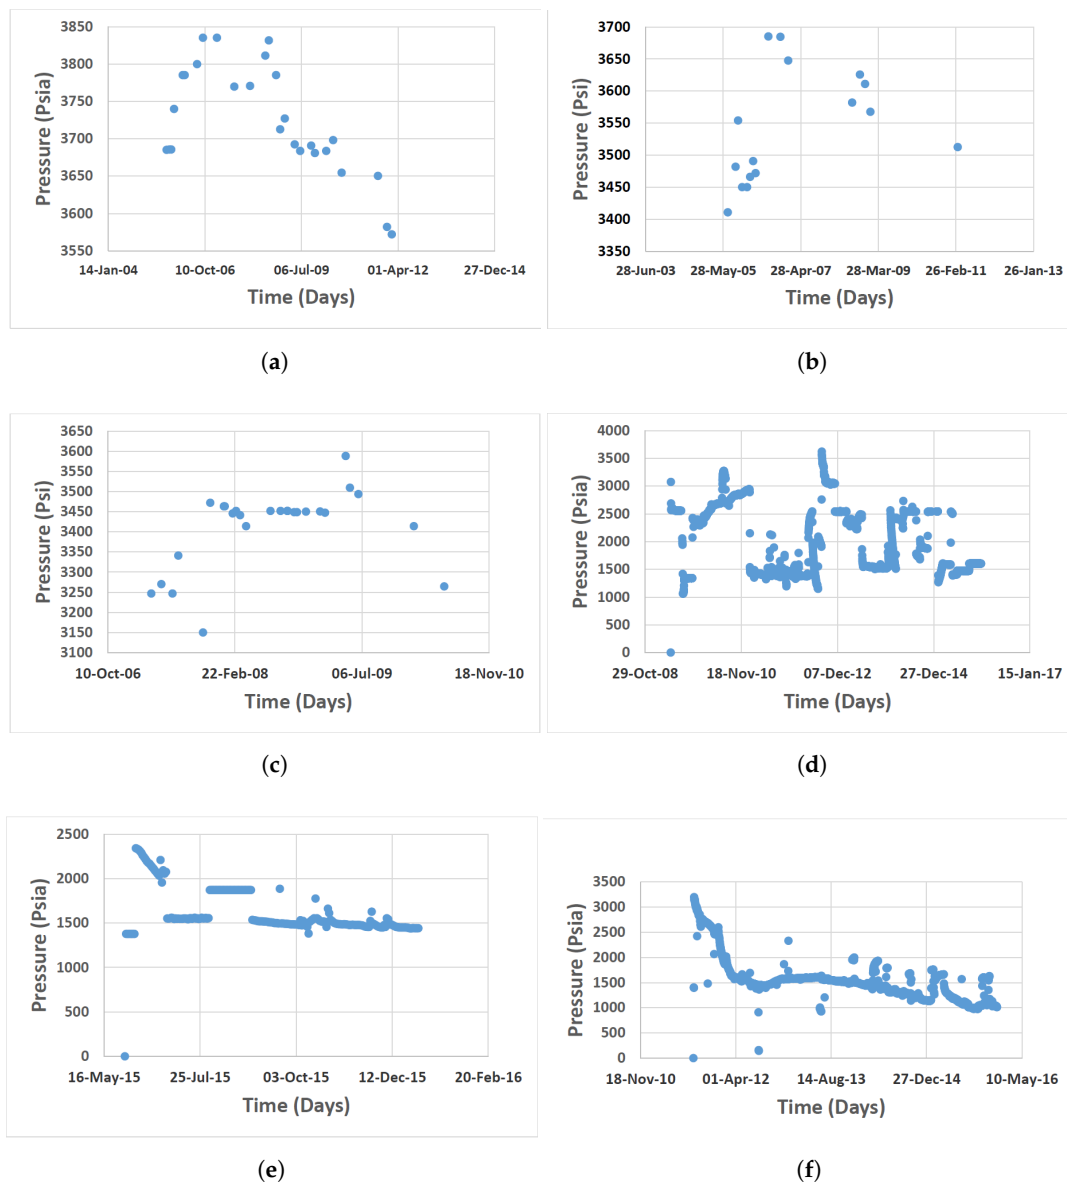 3850
3800
3750
3700
3650
3600
3550
Pressure (Psia)
14-Jan-04 10-Oct-06 06-Jul-09 01-Apr-12 27-Dec-14
Time (Days)
(a)
3700
3650
3600
3550
3500
3450
3400
3350
Pressure (Psi)
28-Jun-03 28-May-05 28-Apr-07 28-Mar-09 26-Feb-11 26-Jan-13
Time (Days)
(b)
3650
3600
3550
3500
3450
3400
3350
3300
3250
3200
3150
3100
Pressure (Psi)
10-Oct-06 22-Feb-08 06-Jul-09 18-Nov-10
Time (Days)
(c)
4000
3500
3000
2500
2000
1500
1000
500
0
Pressure (Psia)
29-Oct-08 18-Nov-10 07-Dec-12 27-Dec-14 15-Jan-17
Time (Days)
(d)
2500
2000
1500
1000
500
0
Pressure (Psia)
16-May-15 25-Jul-15 03-Oct-15 12-Dec-15 20-Feb-16
Time (Days)
(e)
3500
3000
2500
2000
1500
1000
500
0
Pressure (Psia)
18-Nov-10 01-Apr-12 14-Aug-13 27-Dec-14 10-May-16
Time (Days)
(f)